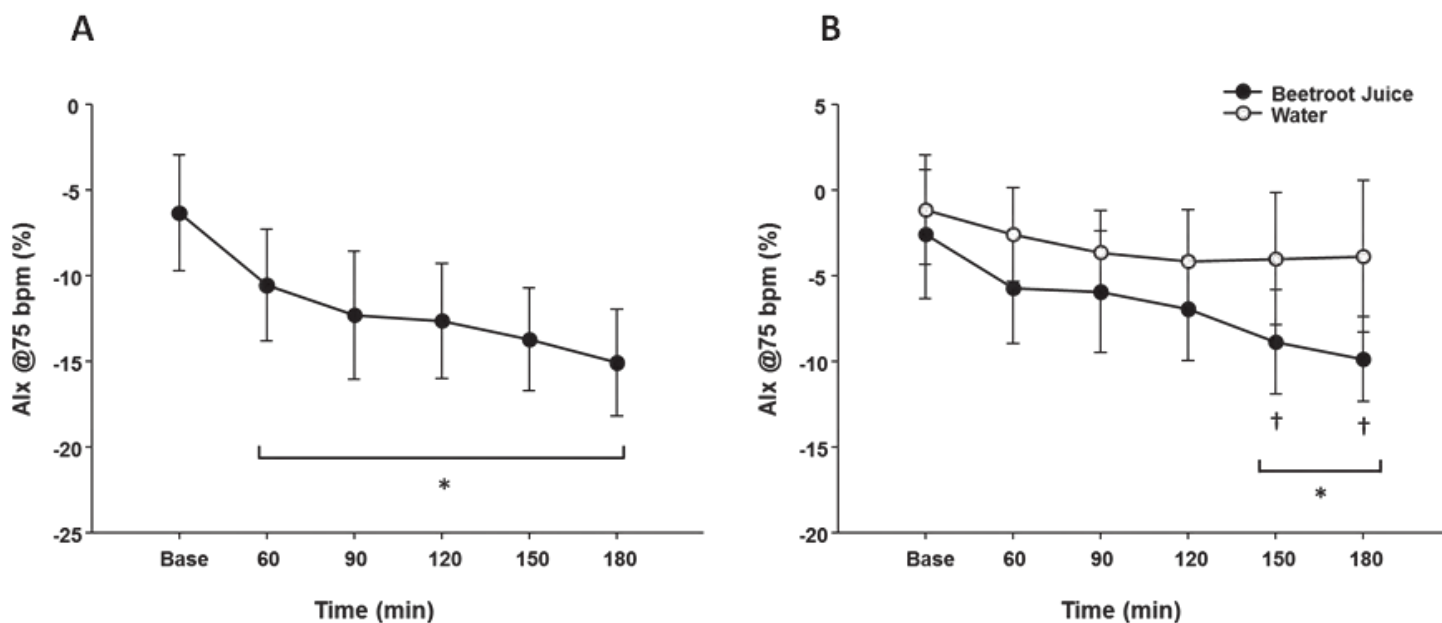 A
AIx @75 bpm (%)
0
-5
-10
-15
-20
-25
*
Base 60 90 120 150 180
Time (min)
B
Beetroot Juice
Water
AIx @75 bpm (%)
5
0
-5
-10
-15
-20
† †
*
Base 60 90 120 150 180
Time (min)